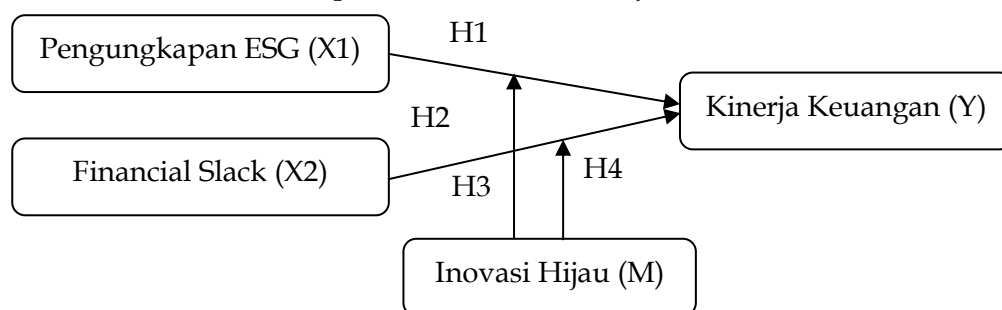 H1
Pengungkapan ESG (X1)
Kinerja Keuangan (Y)
H2
Financial Slack (X2)
H3
H4
Inovasi Hijau (M)